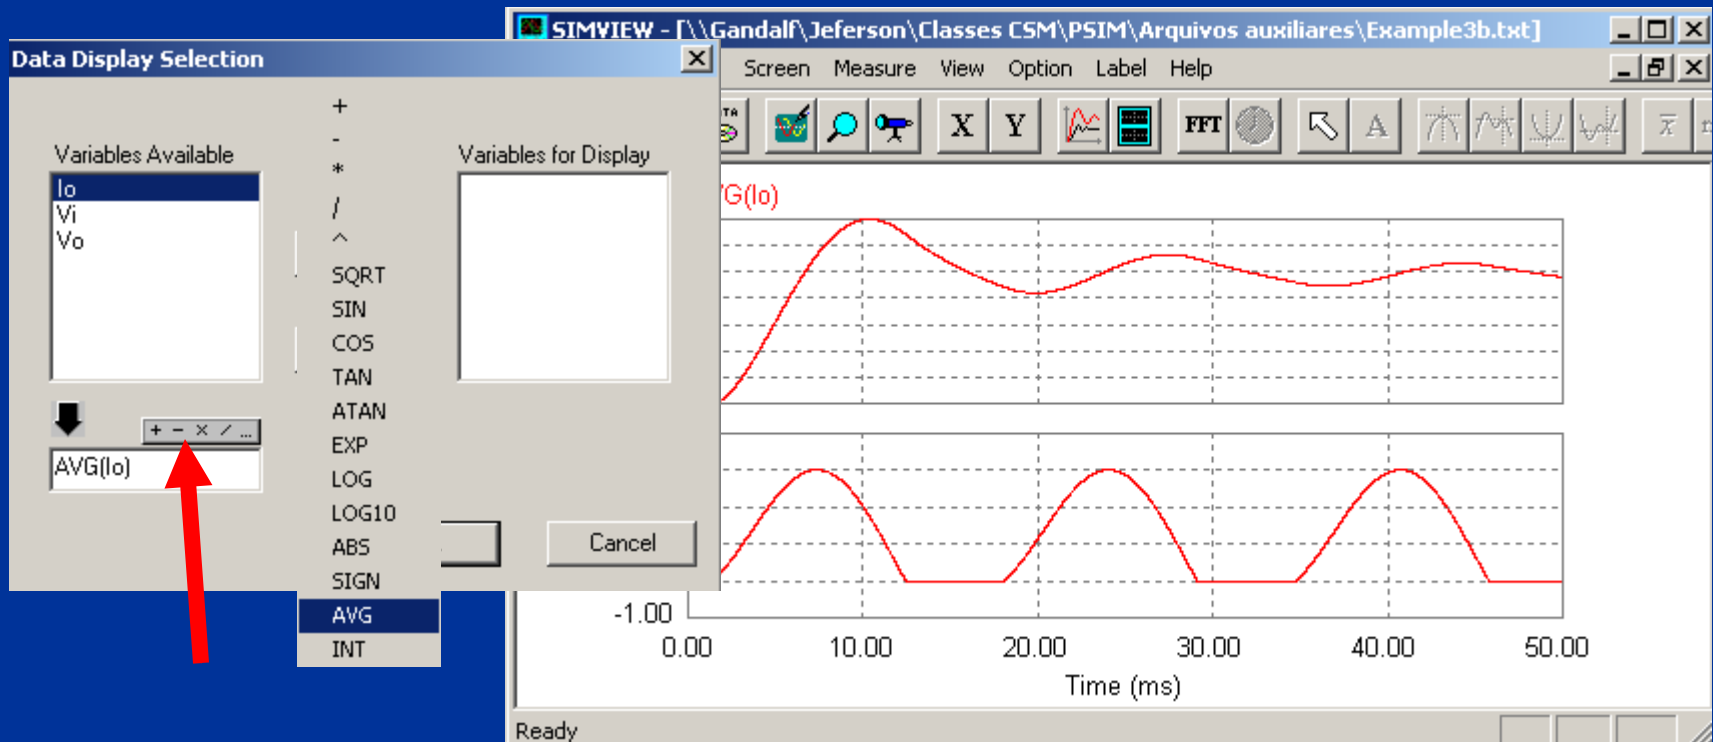 SIMVIEW - [\\Gandalf\Jeferson\Classes CSM\PSIM\Arquivos auxiliares\Example3b.txt]
Data Display Selection
Screen Measure View Option Label Help
X Y FFT A x
Variables Available
Io
Vi
Vo
+
-
*
/
^
SQRT
SIN
COS
TAN
ATAN
EXP
LOG
LOG10
ABS
SIGN
AVG
INT
Variables for Display
+ - × / ...
AVG(Io)
Cancel
G(Io)
-1.00
0.00 10.00 20.00 30.00 40.00 50.00
Time (ms)
Ready